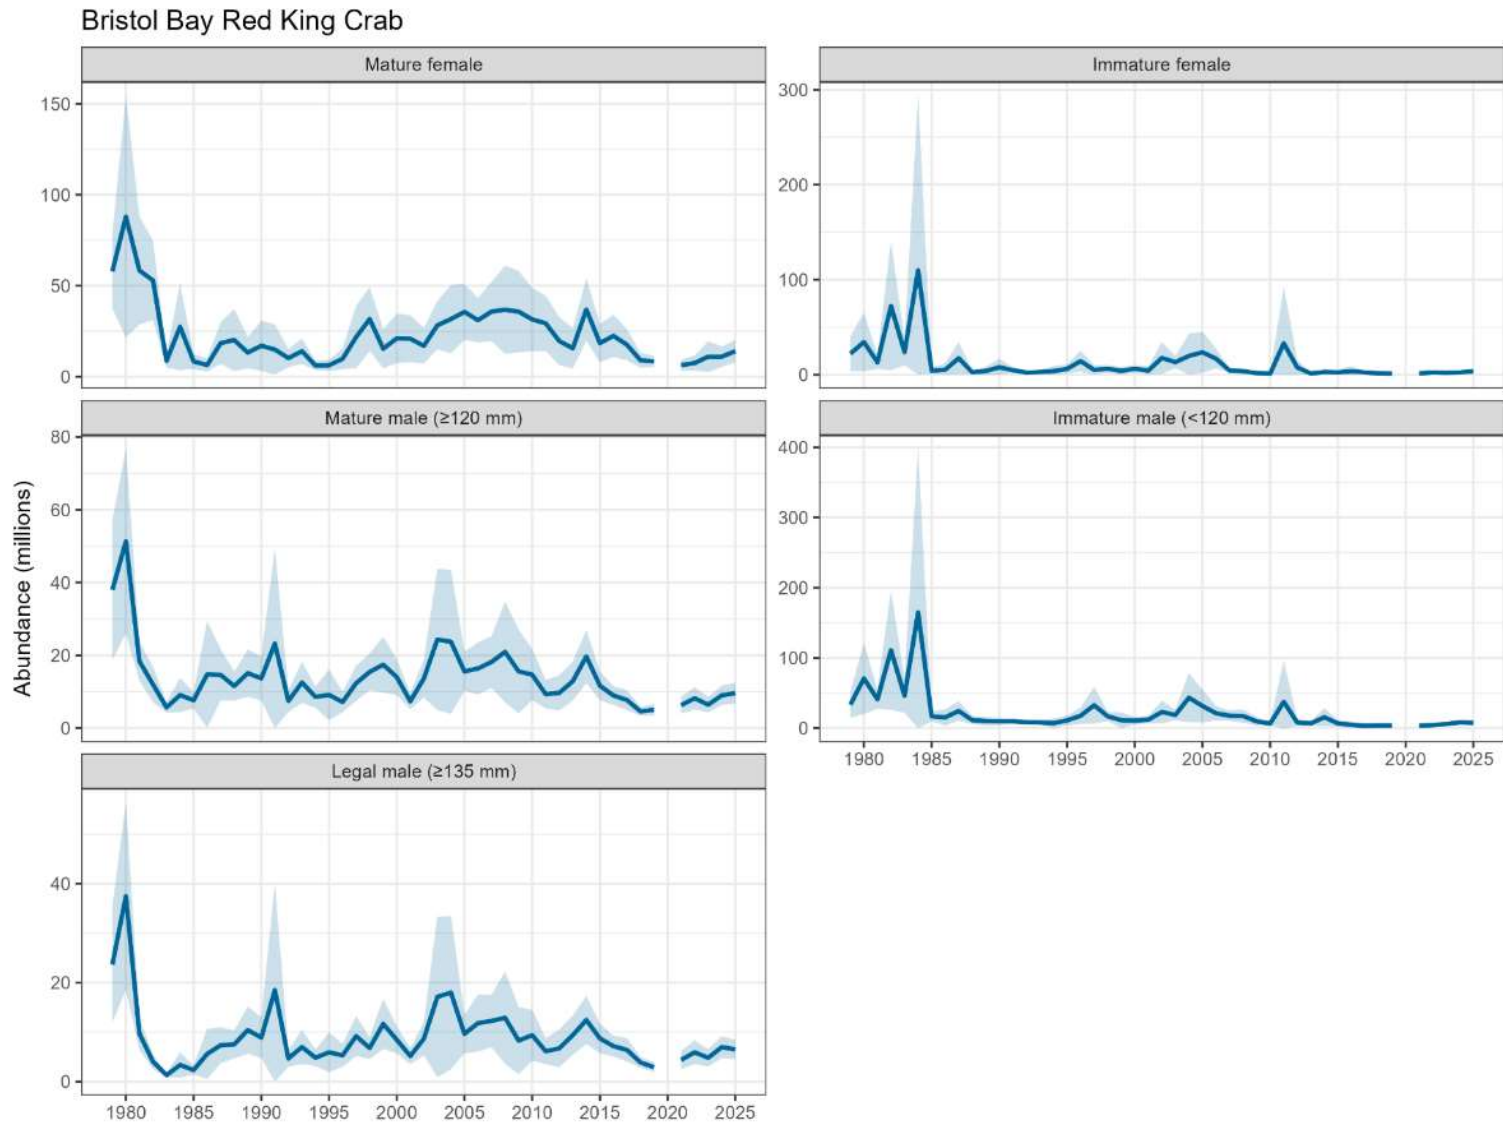 Bristol Bay Red King Crab
Mature female
150
100
50
0
Immature female
300
200
100
0
Mature male (≥120 mm)
80
60
40
20
0
Immature male (<120 mm)
400
300
200
100
0
1980 1985 1990 1995 2000 2005 2010 2015 2020 2025
Legal male (≥135 mm)
40
20
0
1980 1985 1990 1995 2000 2005 2010 2015 2020 2025
Abundance (millions)